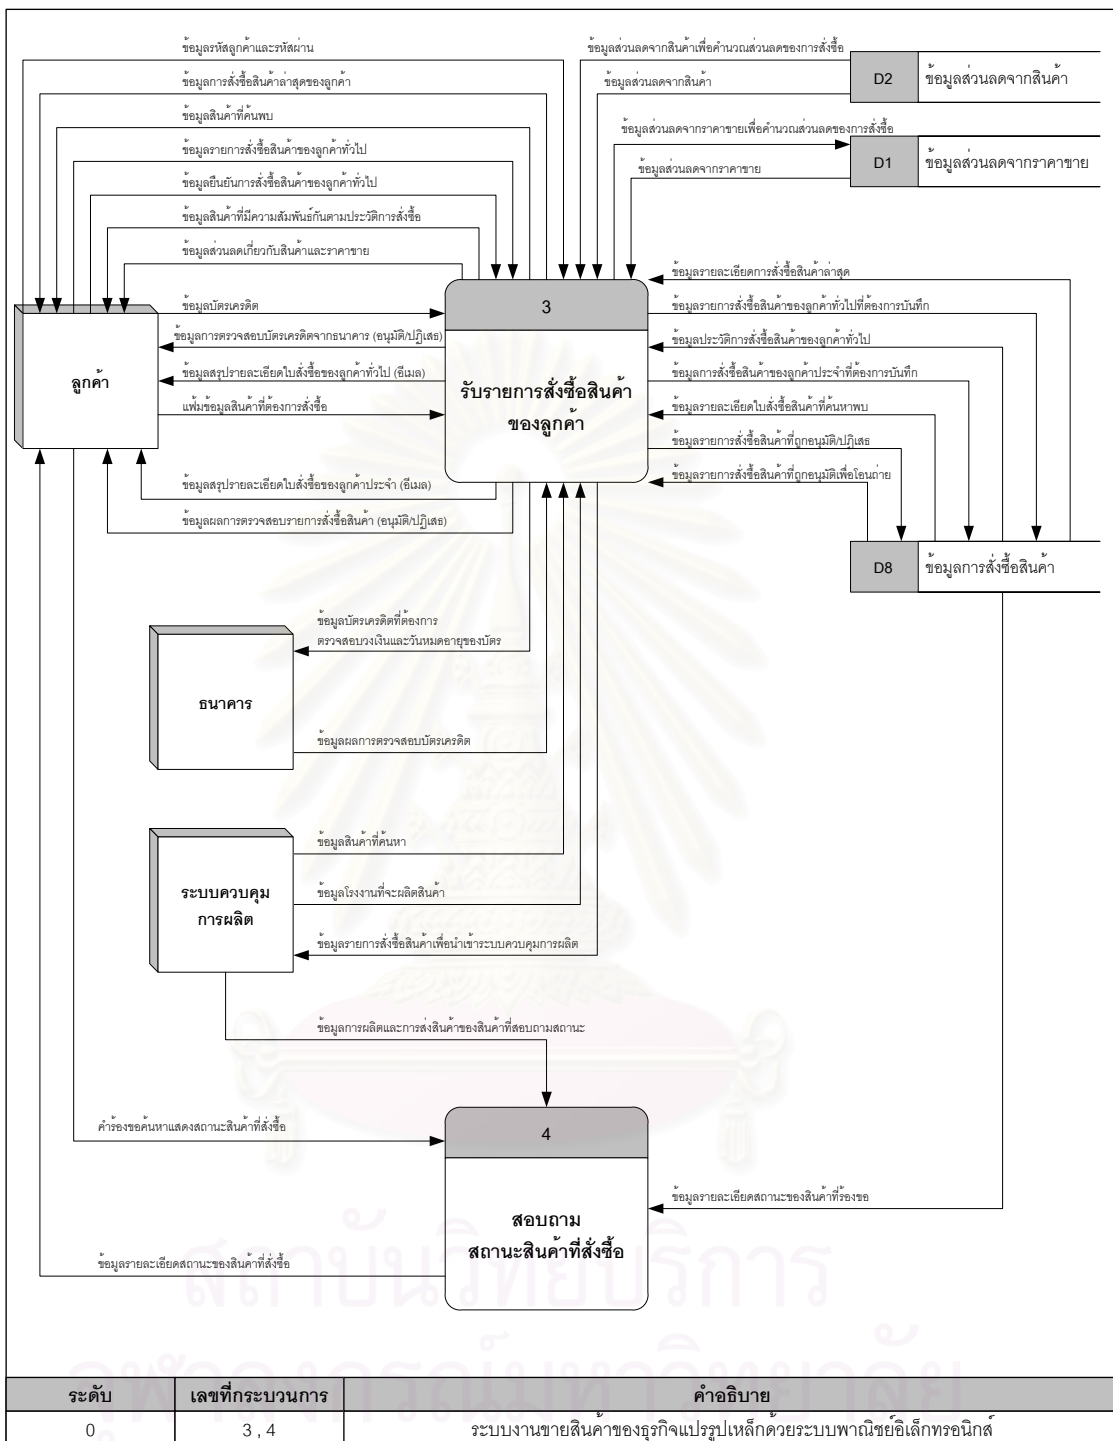 ข้อมูลรหัสลูกค้าและรหัสผ่าน
ข้อมูลการสั่งซื้อสินค้าล่าสุดของลูกค้า
ข้อมูลสินค้าที่ค้นพบ
ข้อมูลรายการสั่งซื้อสินค้าของลูกค้าทั่วไป
ข้อมูลยืนยันการสั่งซื้อสินค้าของลูกค้าทั่วไป
ข้อมูลสินค้าที่มีความสัมพันธ์กันตามประวัติการสั่งซื้อ
ข้อมูลส่วนลดเกี่ยวกับสินค้าและราคาขาย
ข้อมูลส่วนลดจากสินค้าเพื่อคำนวณส่วนลดของการสั่งซื้อ
ข้อมูลส่วนลดจากสินค้า
D2 ข้อมูลส่วนลดจากสินค้า
ข้อมูลส่วนลดจากราคาขายเพื่อคำนวณส่วนลดของการสั่งซื้อ
ข้อมูลส่วนลดจากราคาขาย
D1 ข้อมูลส่วนลดจากราคาขาย
ลูกค้า
ข้อมูลบัตรเครดิต
ข้อมูลการตรวจสอบบัตรเครดิตจากธนาคาร (อนุมัติ/ปฏิเสธ)
ข้อมูลสรุปรายละเอียดใบสั่งซื้อของลูกค้าทั่วไป (อีเมล)
แฟ้มข้อมูลสินค้าที่ต้องการสั่งซื้อ
ข้อมูลสรุปรายละเอียดใบสั่งซื้อของลูกค้าประจำ (อีเมล)
ข้อมูลผลการตรวจสอบรายการสั่งซื้อสินค้า (อนุมัติ/ปฏิเสธ)
3
รับรายการสั่งซื้อสินค้า
ของลูกค้า
ข้อมูลรายละเอียดการสั่งซื้อสินค้าล่าสุด
ข้อมูลรายการสั่งซื้อสินค้าของลูกค้าทั่วไปที่ต้องการบันทึก
ข้อมูลประวัติการสั่งซื้อสินค้าของลูกค้าทั่วไป
ข้อมูลการสั่งซื้อสินค้าของลูกค้าประจำที่ต้องการบันทึก
ข้อมูลรายละเอียดใบสั่งซื้อสินค้าที่ค้นหาพบ
ข้อมูลรายการสั่งซื้อสินค้าที่ถูกอนุมัติ/ปฏิเสธ
ข้อมูลรายการสั่งซื้อสินค้าที่ถูกอนุมัติเพื่อโอนถ่าย
D8 ข้อมูลการสั่งซื้อสินค้า
ข้อมูลบัตรเครดิตที่ต้องการ
ตรวจสอบวงเงินและวันหมดอายุของบัตร
ธนาคาร
ข้อมูลผลการตรวจสอบบัตรเครดิต
ระบบควบคุม
การผลิต
ข้อมูลสินค้าที่ค้นหา
ข้อมูลโรงงานที่จะผลิตสินค้า
ข้อมูลรายการสั่งซื้อสินค้าเพื่อนำเข้าระบบควบคุมการผลิต
ข้อมูลการผลิตและการส่งสินค้าของสินค้าที่สอบถามสถานะ
คำร้องขอค้นหาแสดงสถานะสินค้าที่สั่งซื้อ
4
สอบถาม
สถานะสินค้าที่สั่งซื้อ
ข้อมูลรายละเอียดสถานะของสินค้าที่ร้องขอ
ข้อมูลรายละเอียดสถานะของสินค้าที่สั่งซื้อ
สถาบันวิทยบริการ
จุฬาลงกรณ์มหาวิทยาลัย
ระดับ เลขที่กระบวนการ คำอธิบาย
0 3 , 4 ระบบงานขายสินค้าของธุรกิจแปรรูปเหล็กด้วยระบบพาณิชย์อิเล็กทรอนิกส์